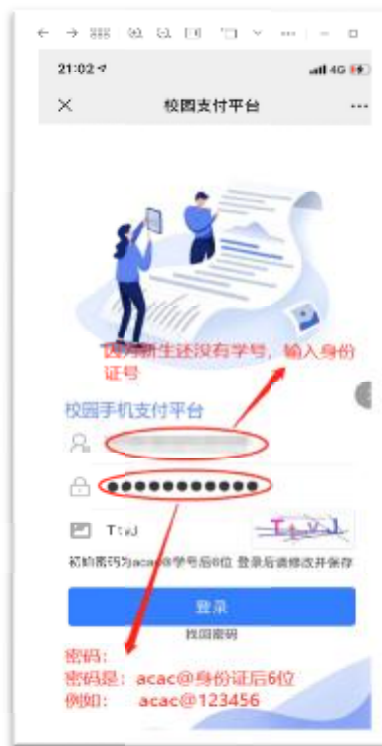 21:02
4G
校园支付平台
因为新生还没有学号，输入身份
证号
校园手机支付平台
TtvJ
TtvJ
初始密码为acac@学号后6位 登录后请修改并保存
登录
找回密码
密码：
密码是：acac@身份证后6位
例如： acac@123456